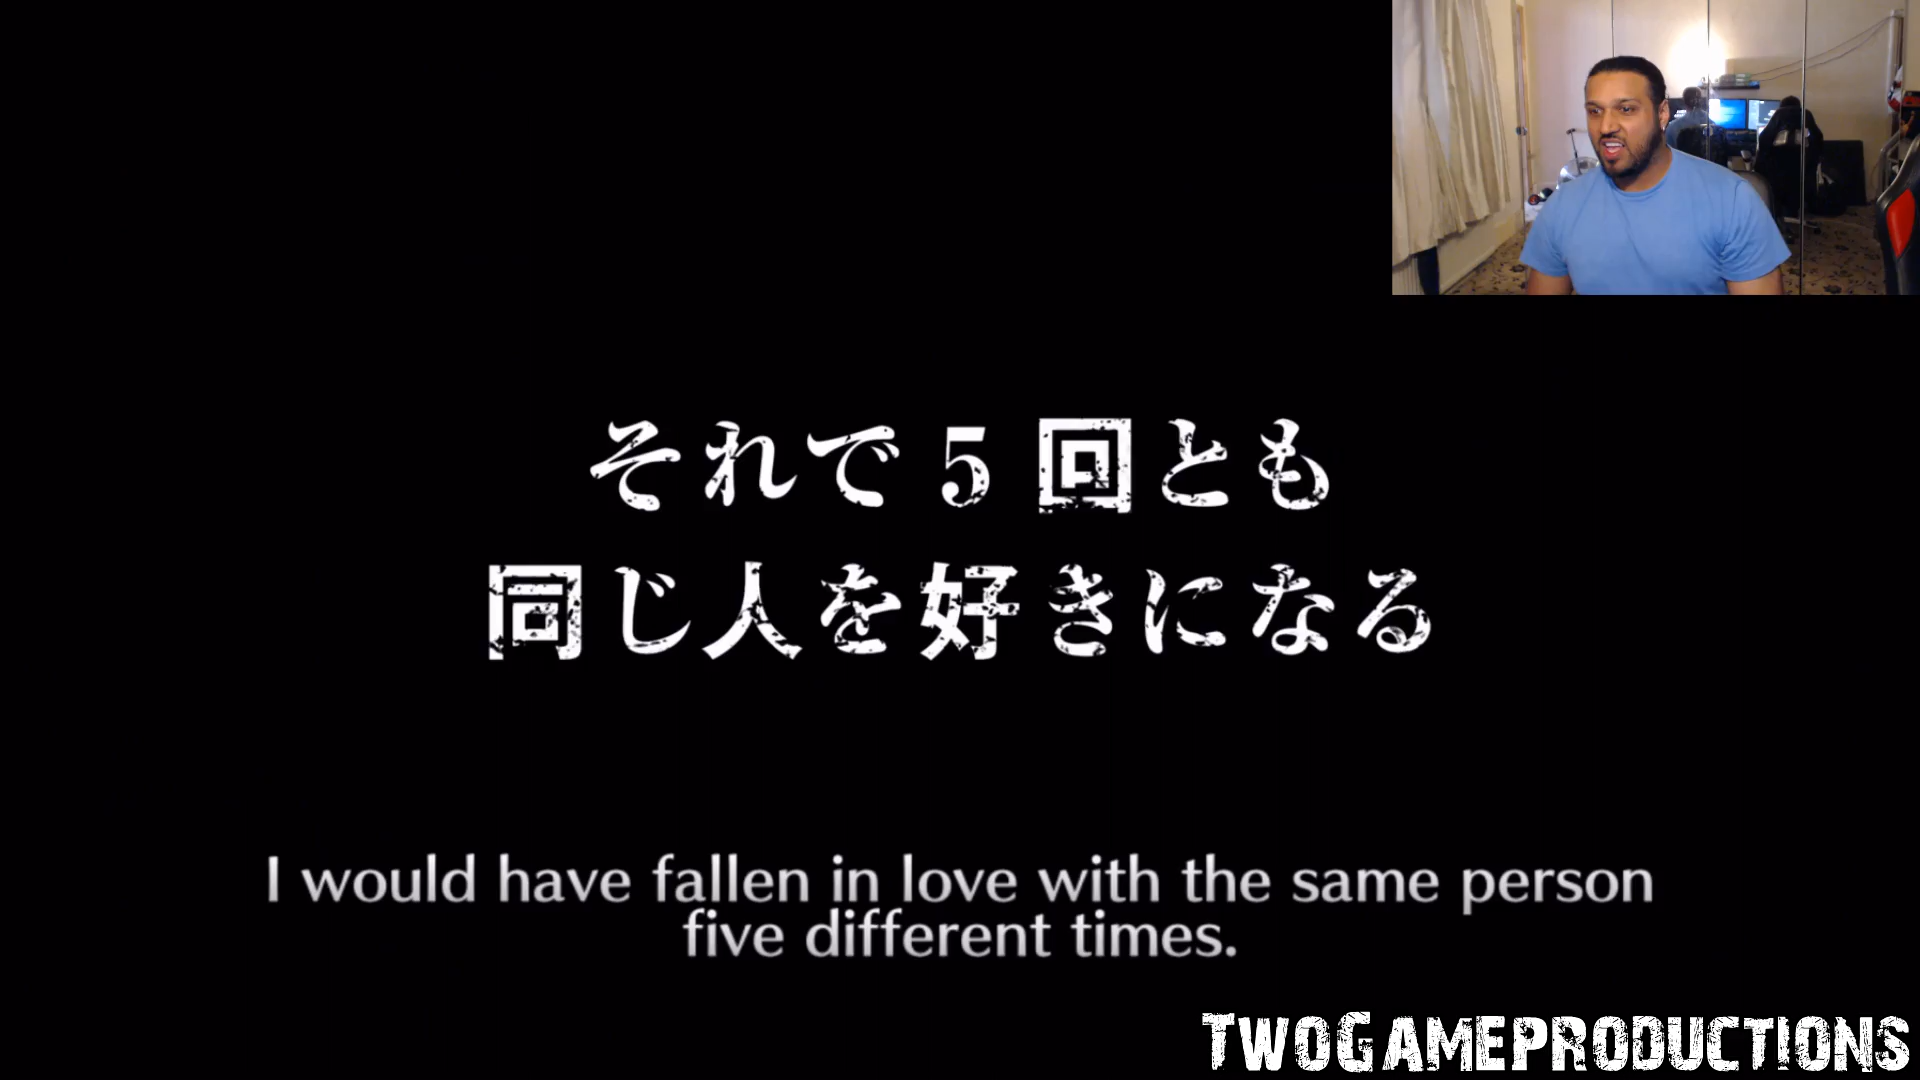 それで5回とも
同じ人を好きになる
I would have fallen in love with the same person
five different times.
TWOGAMEPRODUCTIONS